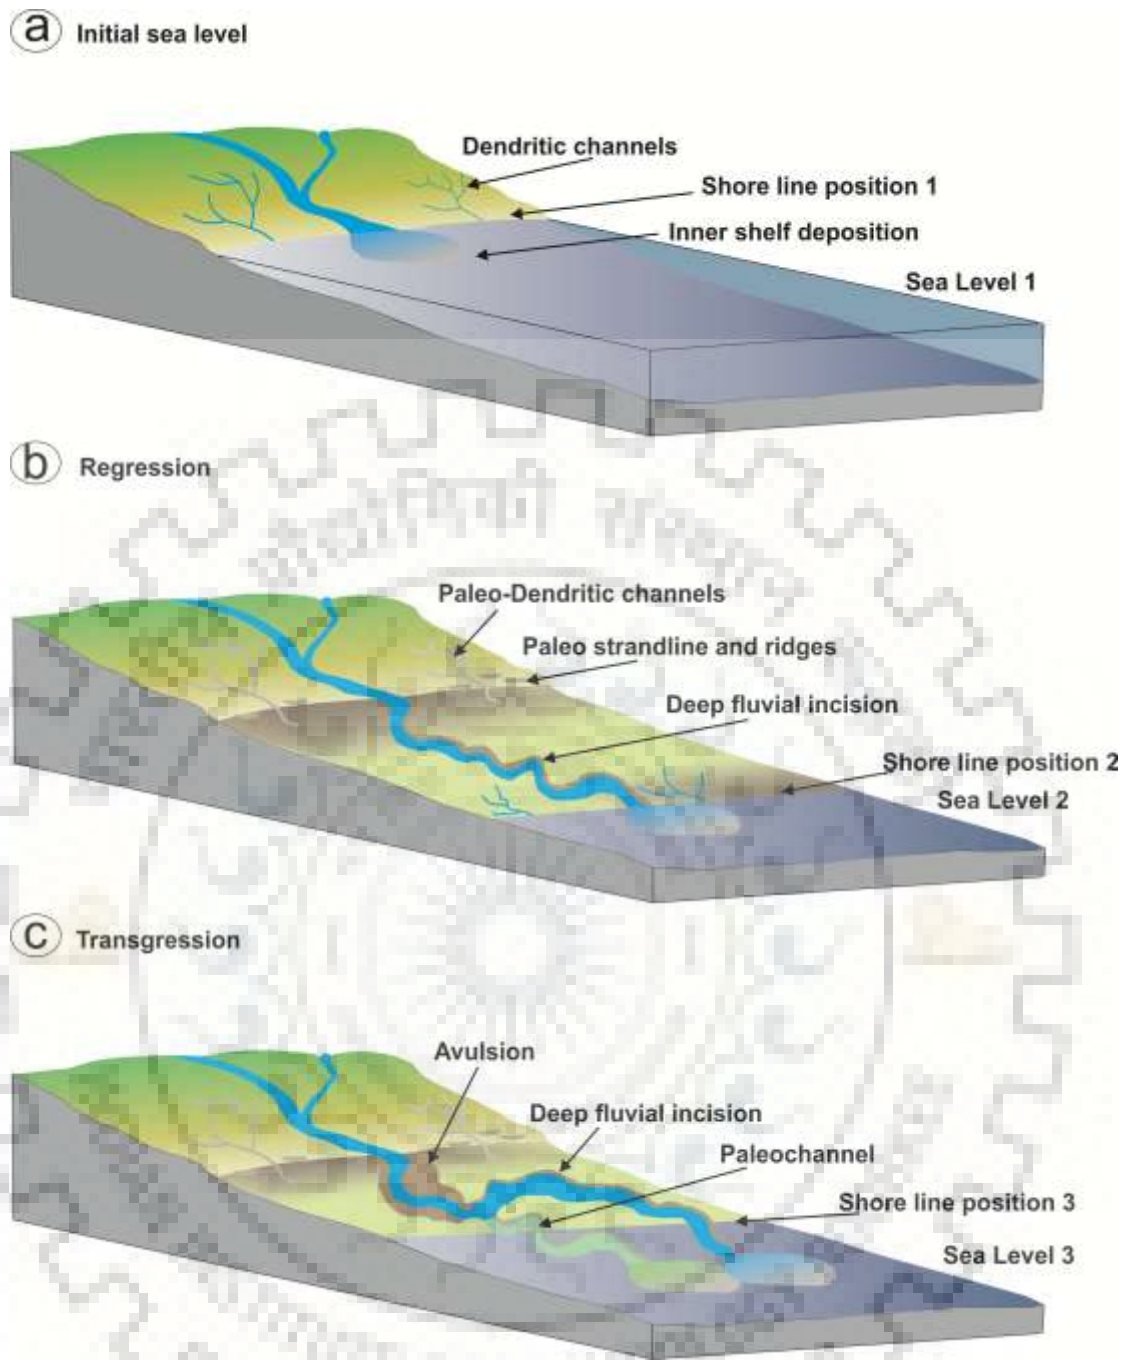 a Initial sea level
Dendritic channels
Shore line position 1
Inner shelf deposition
Sea Level 1
b Regression
Paleo-Dendritic channels
Paleo strandline and ridges
Deep fluvial incision
Shore line position 2
Sea Level 2
c Transgression
Avulsion
Deep fluvial incision
Paleochannel
Shore line position 3
Sea Level 3